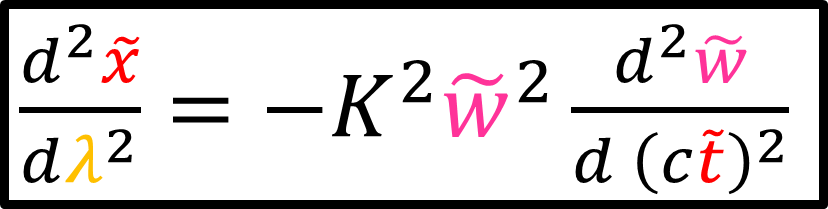 d²x̃/dλ² = −K²w̃² d²w̃/d (ct̃)²